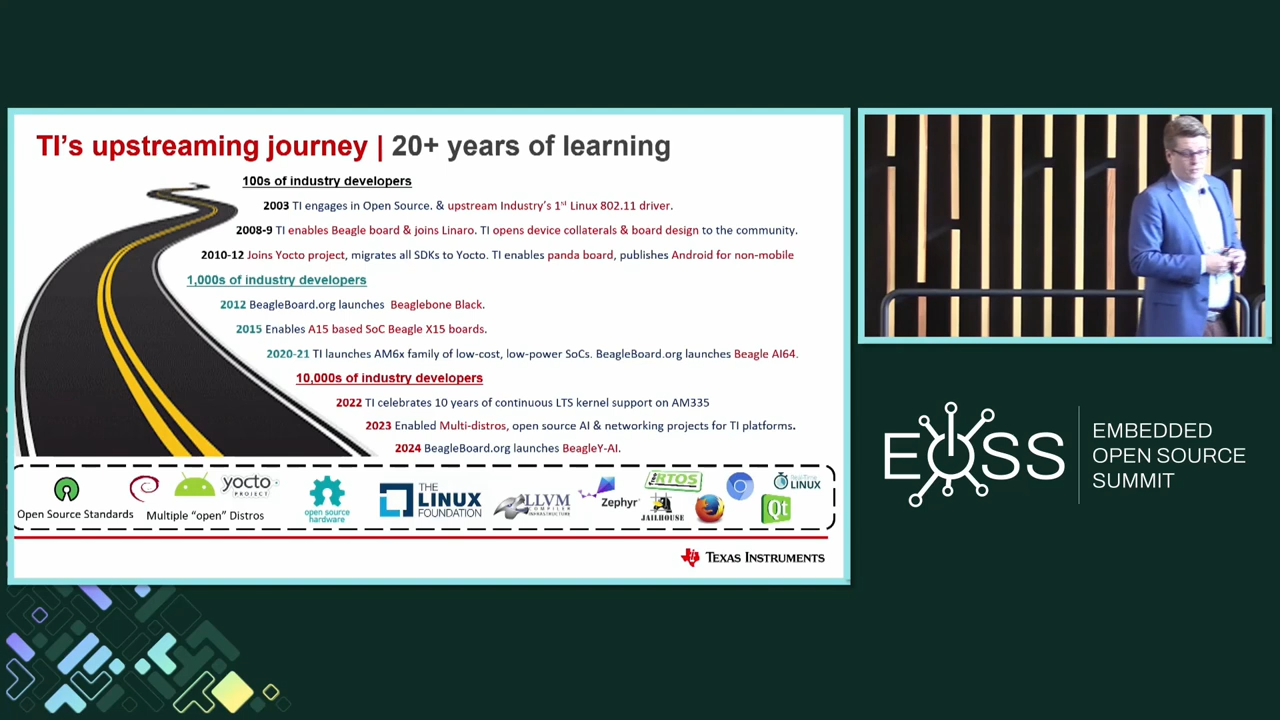 TI's upstreaming journey | 20+ years of learning
100s of industry developers
2003 TI engages in Open Source. & upstream Industry's 1st Linux 802.11 driver.
2008-9 TI enables Beagle board & joins Linaro. TI opens device collaterals & board design to the community.
2010-12 Joins Yocto project, migrates all SDKs to Yocto. TI enables panda board, publishes Android for non-mobile
1,000s of industry developers
2012 BeagleBoard.org launches Beaglebone Black.
2015 Enables A15 based SoC Beagle X15 boards.
2020-21 TI launches AM6x family of low-cost, low-power SoCs. BeagleBoard.org launches Beagle AI64.
10,000s of industry developers
2022 TI celebrates 10 years of continuous LTS kernel support on AM335
2023 Enabled Multi-distros, open source AI & networking projects for TI platforms.
2024 BeagleBoard.org launches BeagleY-AI.
Open Source Standards
yocto
PROJECT
Multiple "open" Distros
open source
hardware
THE
LINUX
FOUNDATION
LLVM
COMPILER
INFRASTRUCTURE
Zephyr
RTOS
JAILHOUSE
LINUX
Qt
TEXAS INSTRUMENTS
EOSS
EMBEDDED
OPEN SOURCE
SUMMIT